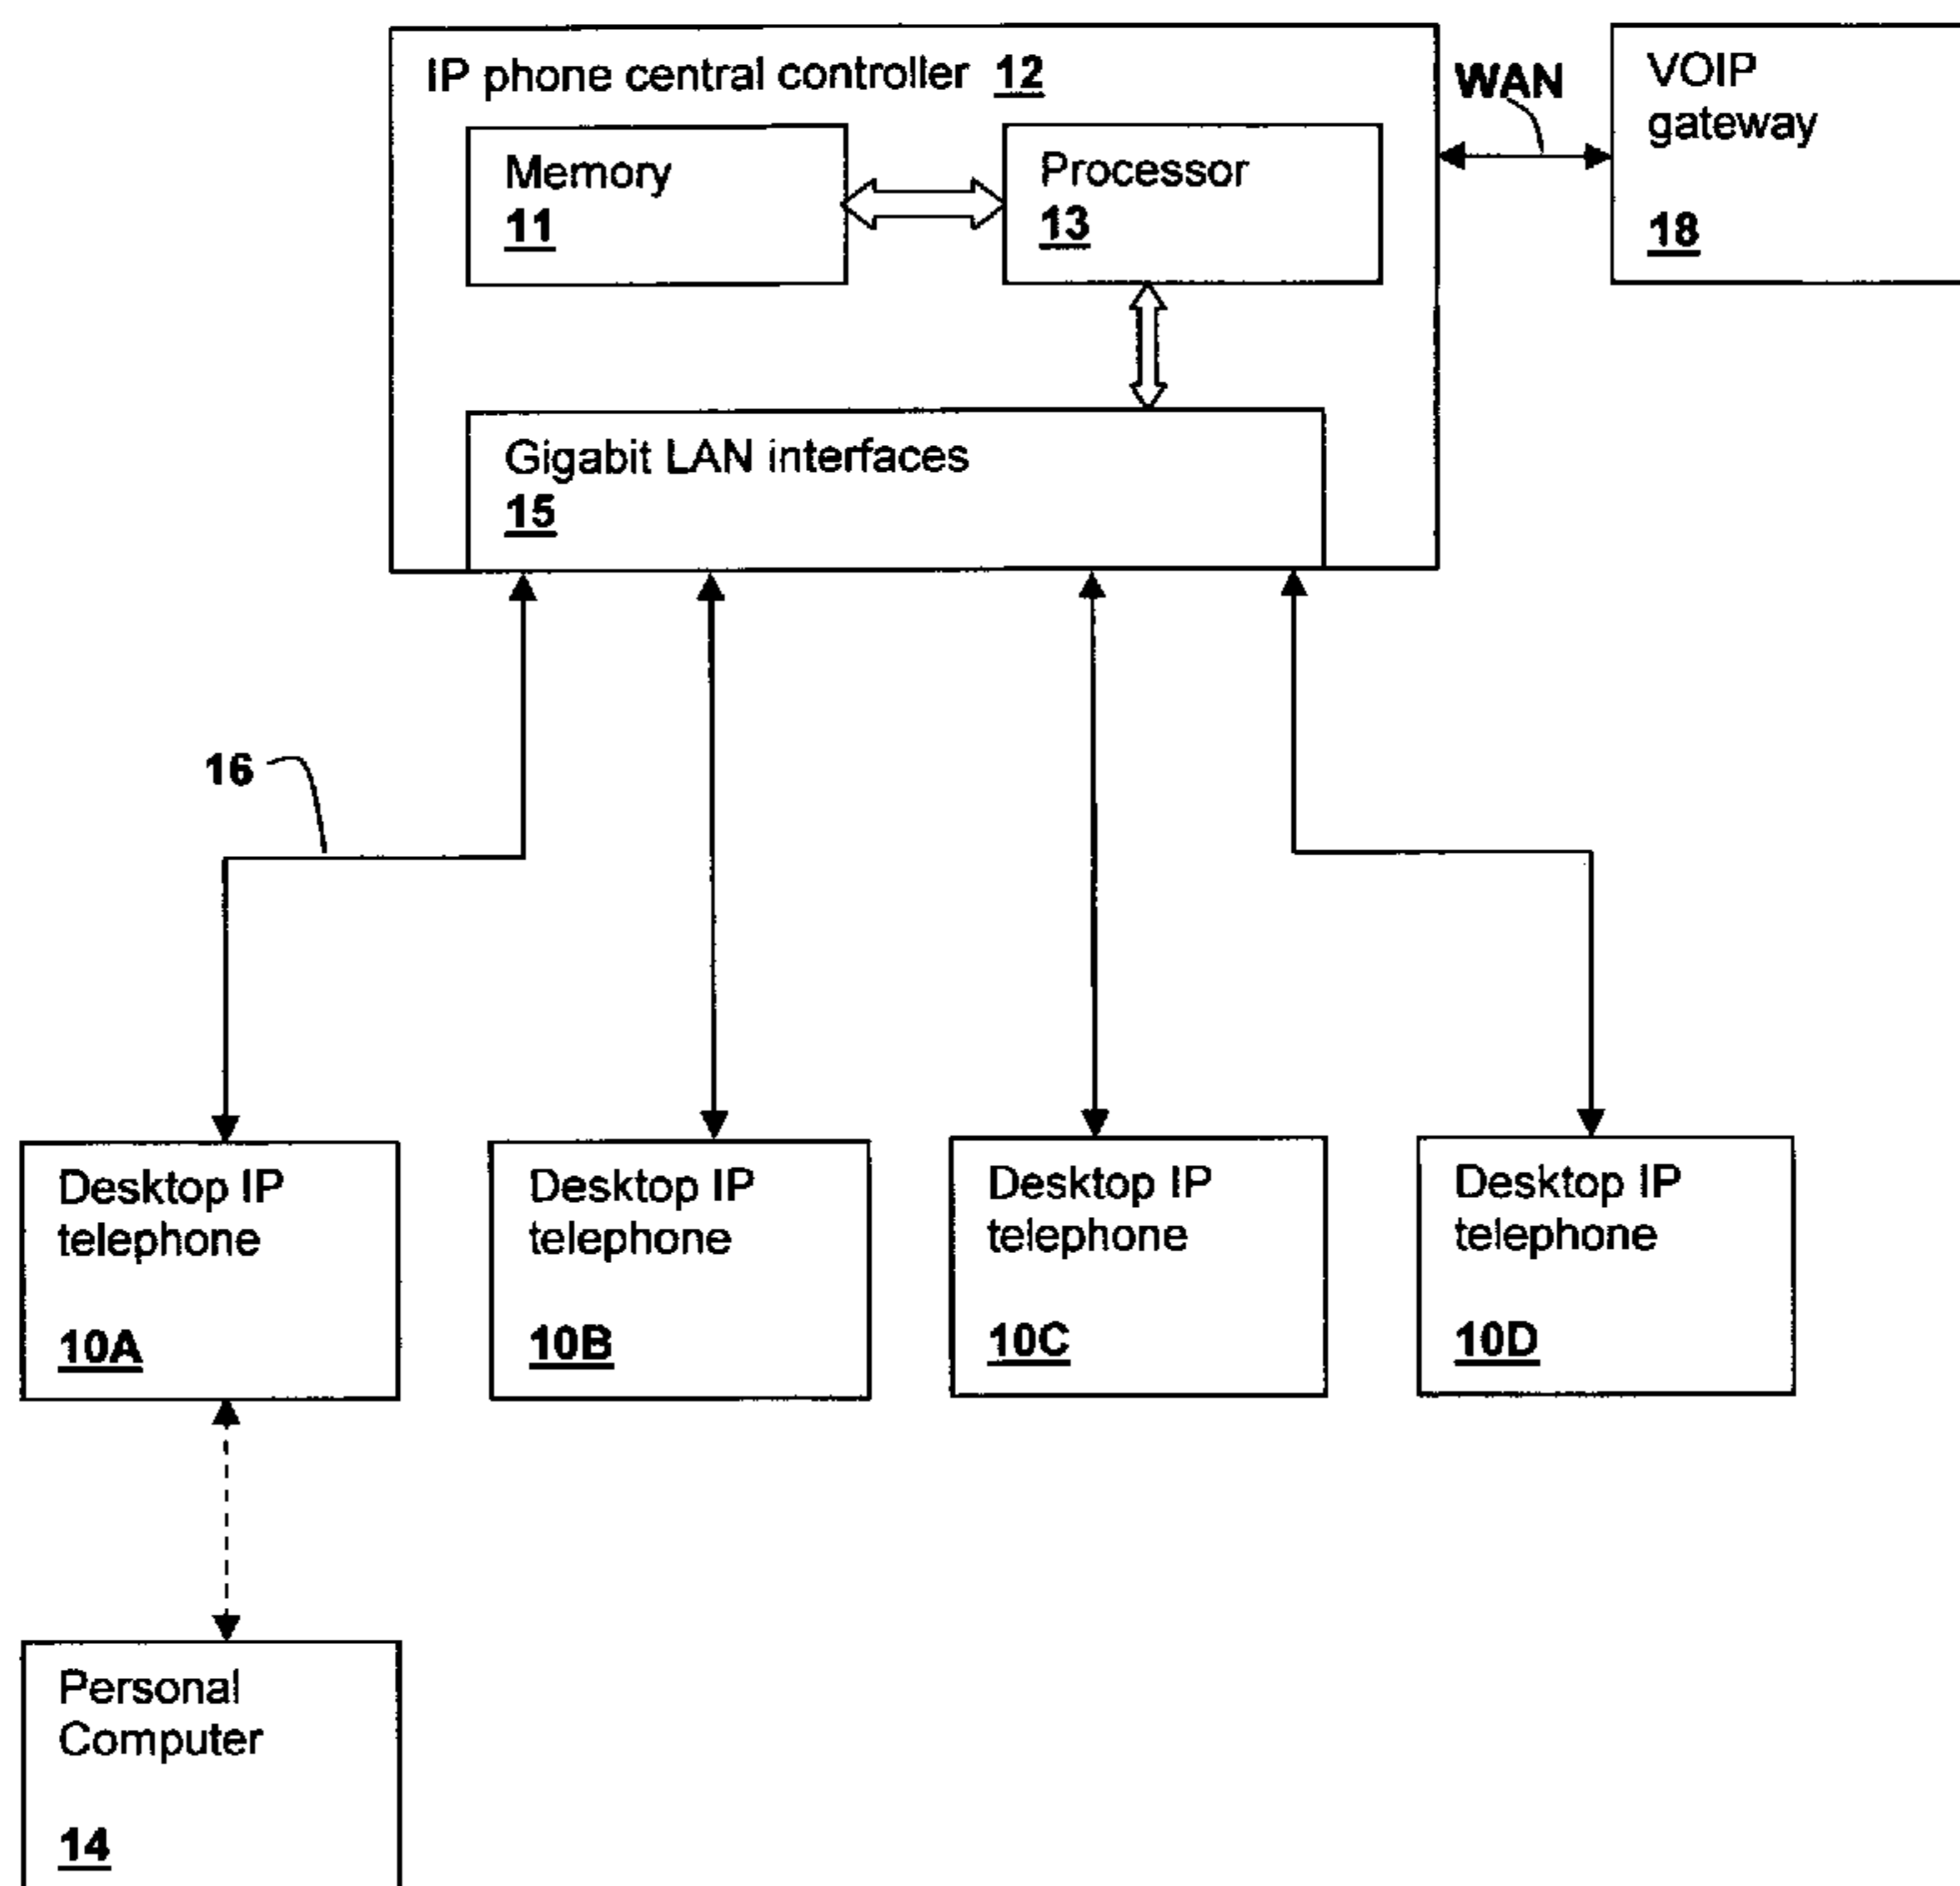 IP phone central controller 12
WAN
VOIP
gateway
18
Memory
11
Processor
13
Gigabit LAN interfaces
15
16
Desktop IP
telephone
10A
Desktop IP
telephone
10B
Desktop IP
telephone
10C
Desktop IP
telephone
10D
Personal
Computer
14